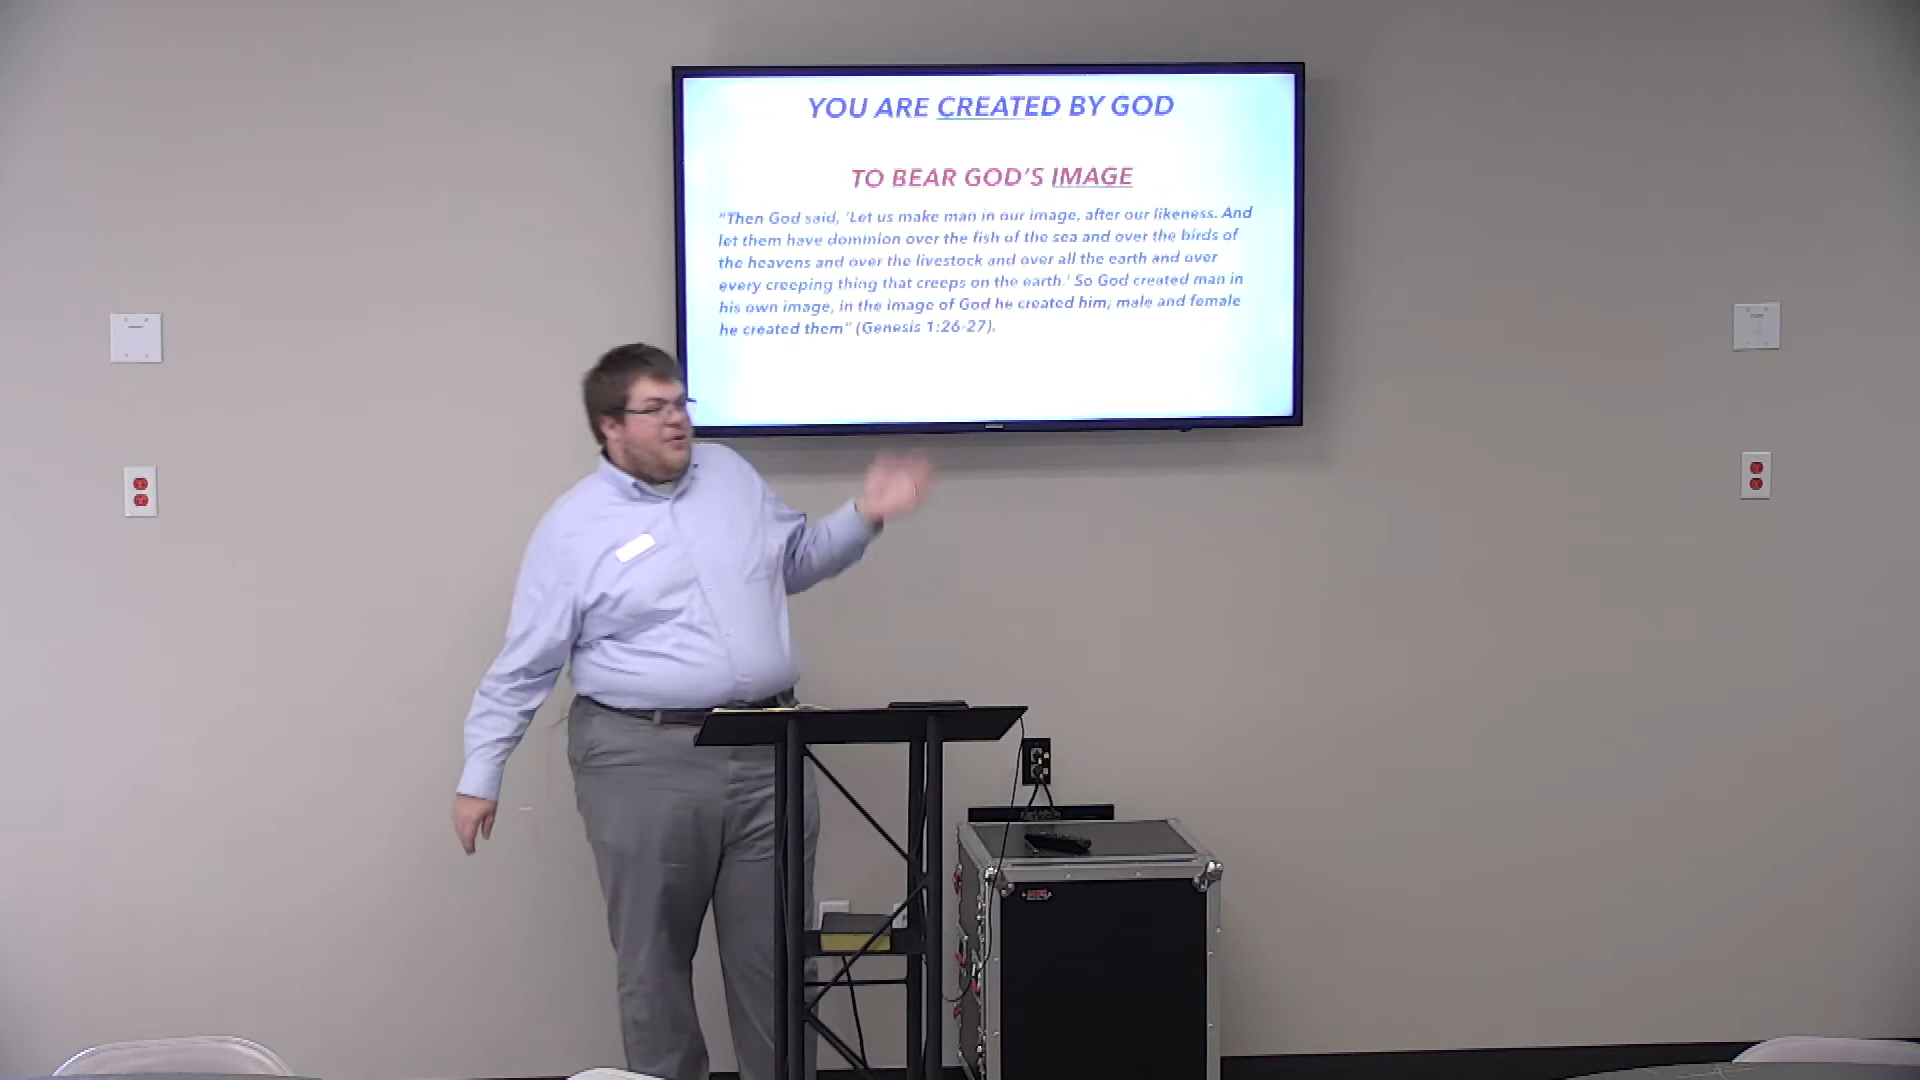 YOU ARE CREATED BY GOD
TO BEAR GOD'S IMAGE
"Then God said, 'Let us make man in our image, after our likeness. And
let them have dominion over the fish of the sea and over the birds of
the heavens and over the livestock and over all the earth and over
every creeping thing that creeps on the earth.' So God created man in
his own image, in the image of God he created him; male and female
he created them" (Genesis 1:26-27).